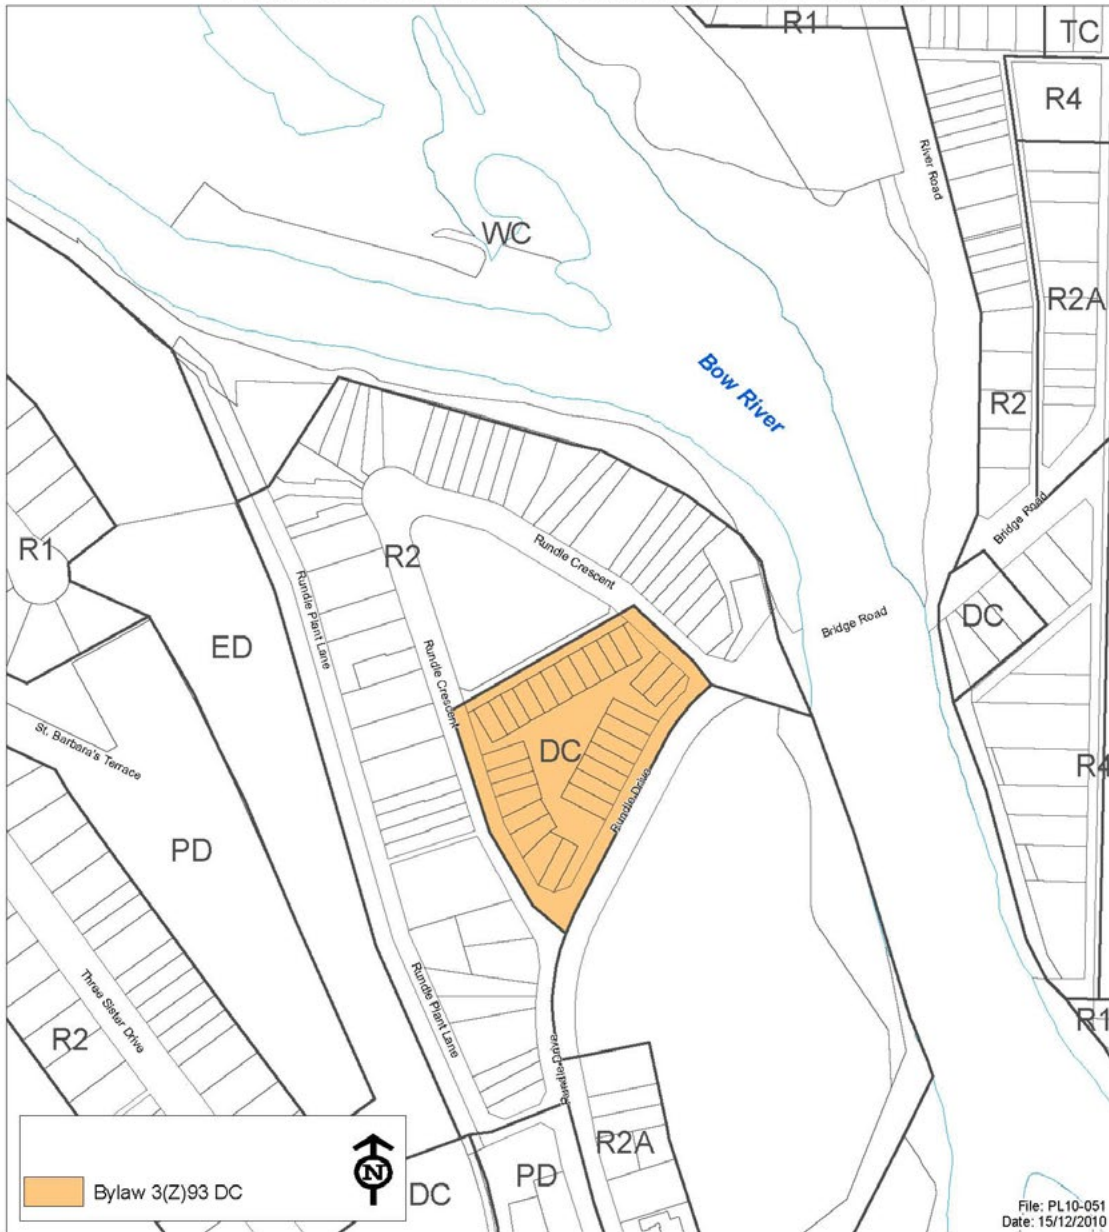 R1
TC
R4
River Road
WC
R2A
Bow River
R2
Bridge Road
R1
R2
Rundle Crescent
Rundle Plant Lane
Bridge Road
DC
ED
Rundle Crescent
St. Barbara's Terrace
DC
Rundle Drive
R4
PD
Three Sister Drive
Rundle Plant Lane
R2
R1
Rundle Drive
R2A
PD
DC
N
Bylaw 3(Z)93 DC
File: PL10-051
Date: 15/12/2010